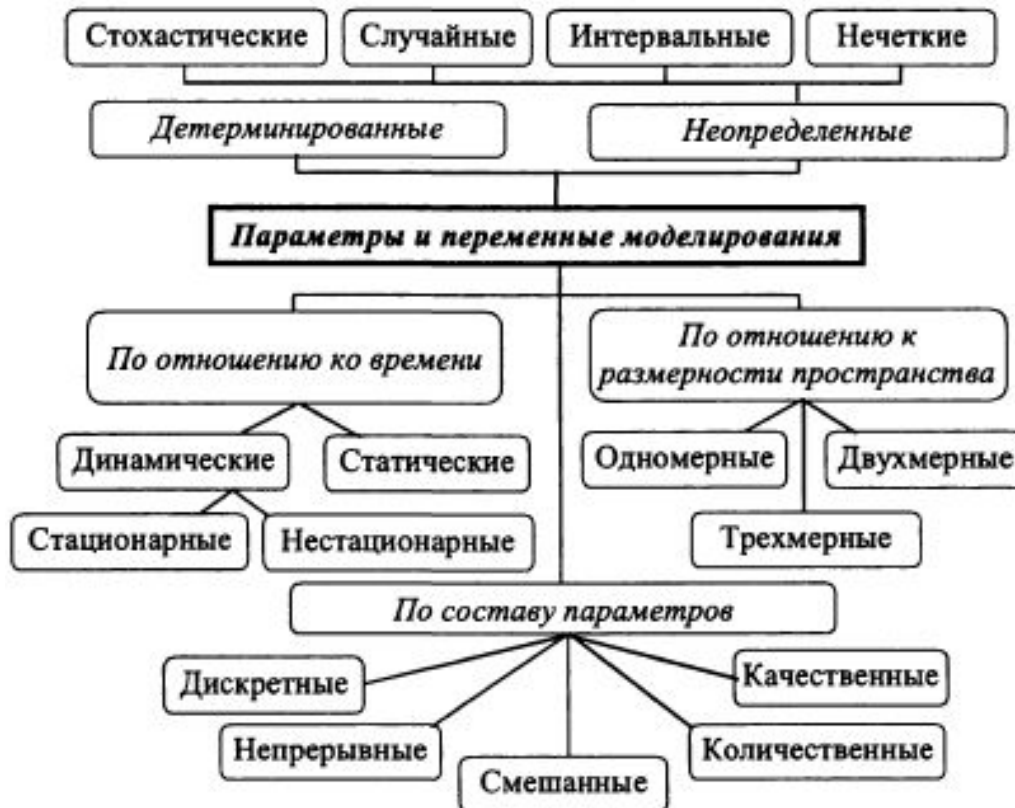 Стохастические
Случайные
Интервальные
Нечеткие
Детерминированные
Неопределенные
Параметры и переменные моделирования
По отношению ко времени
По отношению к
размерности пространства
Динамические
Статические
Одномерные
Двухмерные
Стационарные
Нестационарные
Трехмерные
По составу параметров
Дискретные
Качественные
Непрерывные
Количественные
Смешанные